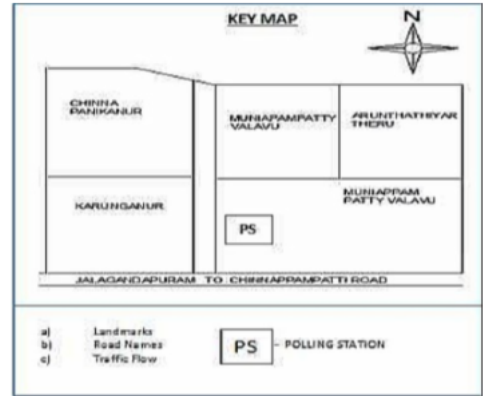 KEY MAP
N
CHINNA
PANIKANUR
MUNIAPAMPATTY
VALAVU
ARUNTHATHIYAR
THERU
KARUNGANUR
MUNIAPPAM
PATTY VALAVU
PS
JALAGANDAPURAM TO CHINNAPPAMPATTI ROAD
a) Landmarks
b) Road Names
c) Traffic Flow
PS - POLLING STATION